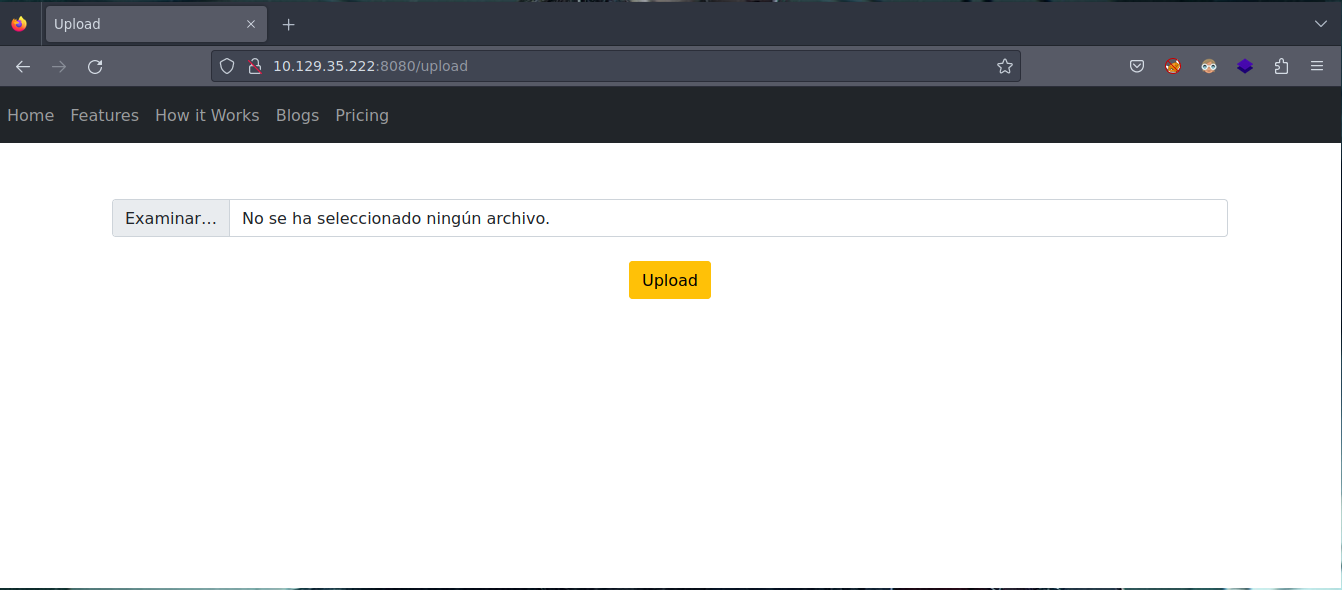 Upload
10.129.35.222:8080/upload
Home Features How it Works Blogs Pricing
Examinar... No se ha seleccionado ningún archivo.
Upload